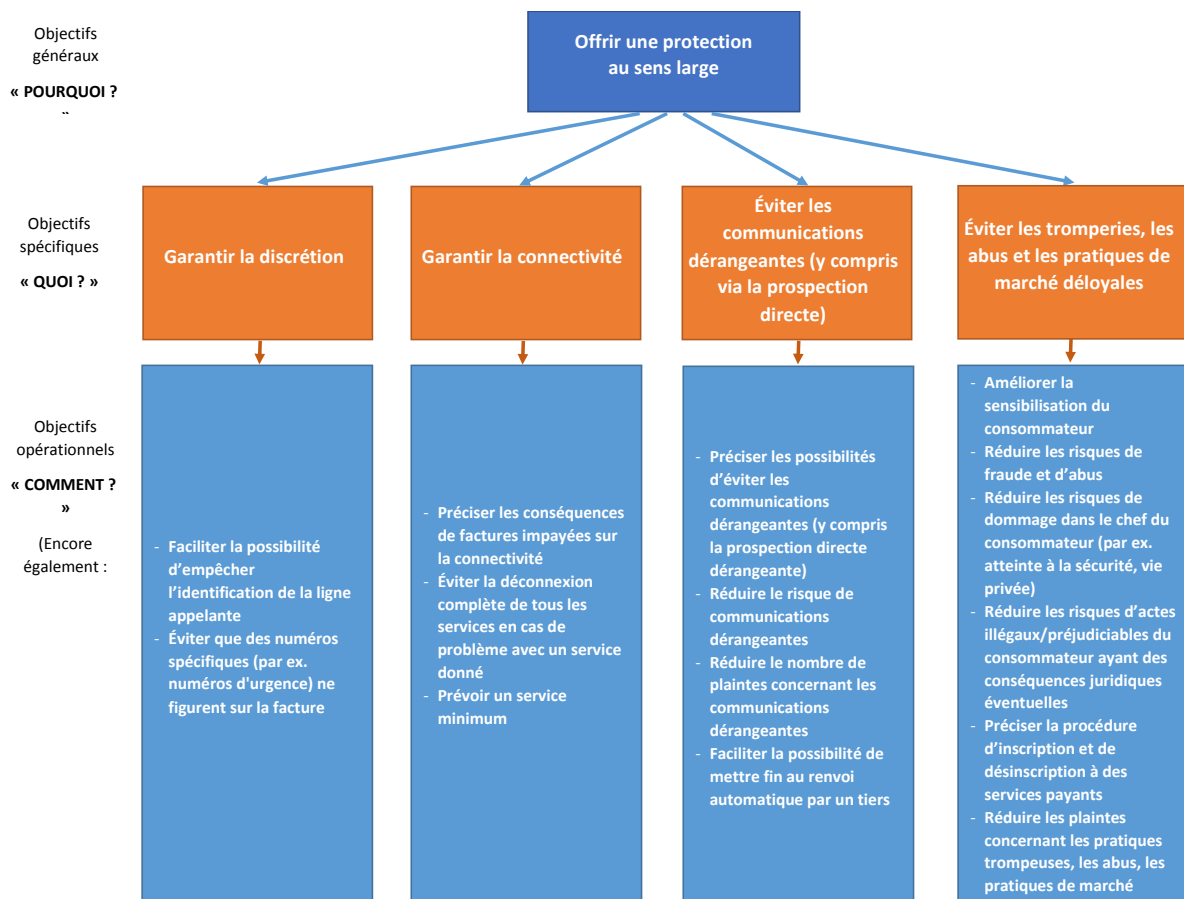 Objectifs
généraux
« POURQUOI ?
»
Offrir une protection
au sens large
Objectifs
spécifiques
« QUOI ? »
Garantir la discrétion
Garantir la connectivité
Éviter les
communications
dérangeantes (y compris
via la prospection
directe)
Éviter les tromperies, les
abus et les pratiques de
marché déloyales
Objectifs
opérationnels
« COMMENT ?
»
(Encore
également :
- Faciliter la possibilité
d’empêcher
l’identification de la ligne
appelante
- Éviter que des numéros
spécifiques (par ex.
numéros d'urgence) ne
figurent sur la facture
- Préciser les conséquences
de factures impayées sur
la connectivité
- Éviter la déconnexion
complète de tous les
services en cas de
problème avec un service
donné
- Prévoir un service
minimum
- Préciser les possibilités
d’éviter les
communications
dérangeantes (y compris
la prospection directe
dérangeante)
- Réduire le risque de
communications
dérangeantes
- Réduire le nombre de
plaintes concernant les
communications
dérangeantes
- Faciliter la possibilité de
mettre fin au renvoi
automatique par un tiers
- Améliorer la
sensibilisation du
consommateur
- Réduire les risques de
fraude et d’abus
- Réduire les risques de
dommage dans le chef du
consommateur (par ex.
atteinte à la sécurité, vie
privée)
- Réduire les risques d’actes
illégaux/préjudiciables du
consommateur ayant des
conséquences juridiques
éventuelles
- Préciser la procédure
d’inscription et de
désinscription à des
services payants
- Réduire les plaintes
concernant les pratiques
trompeuses, les abus, les
pratiques de marché